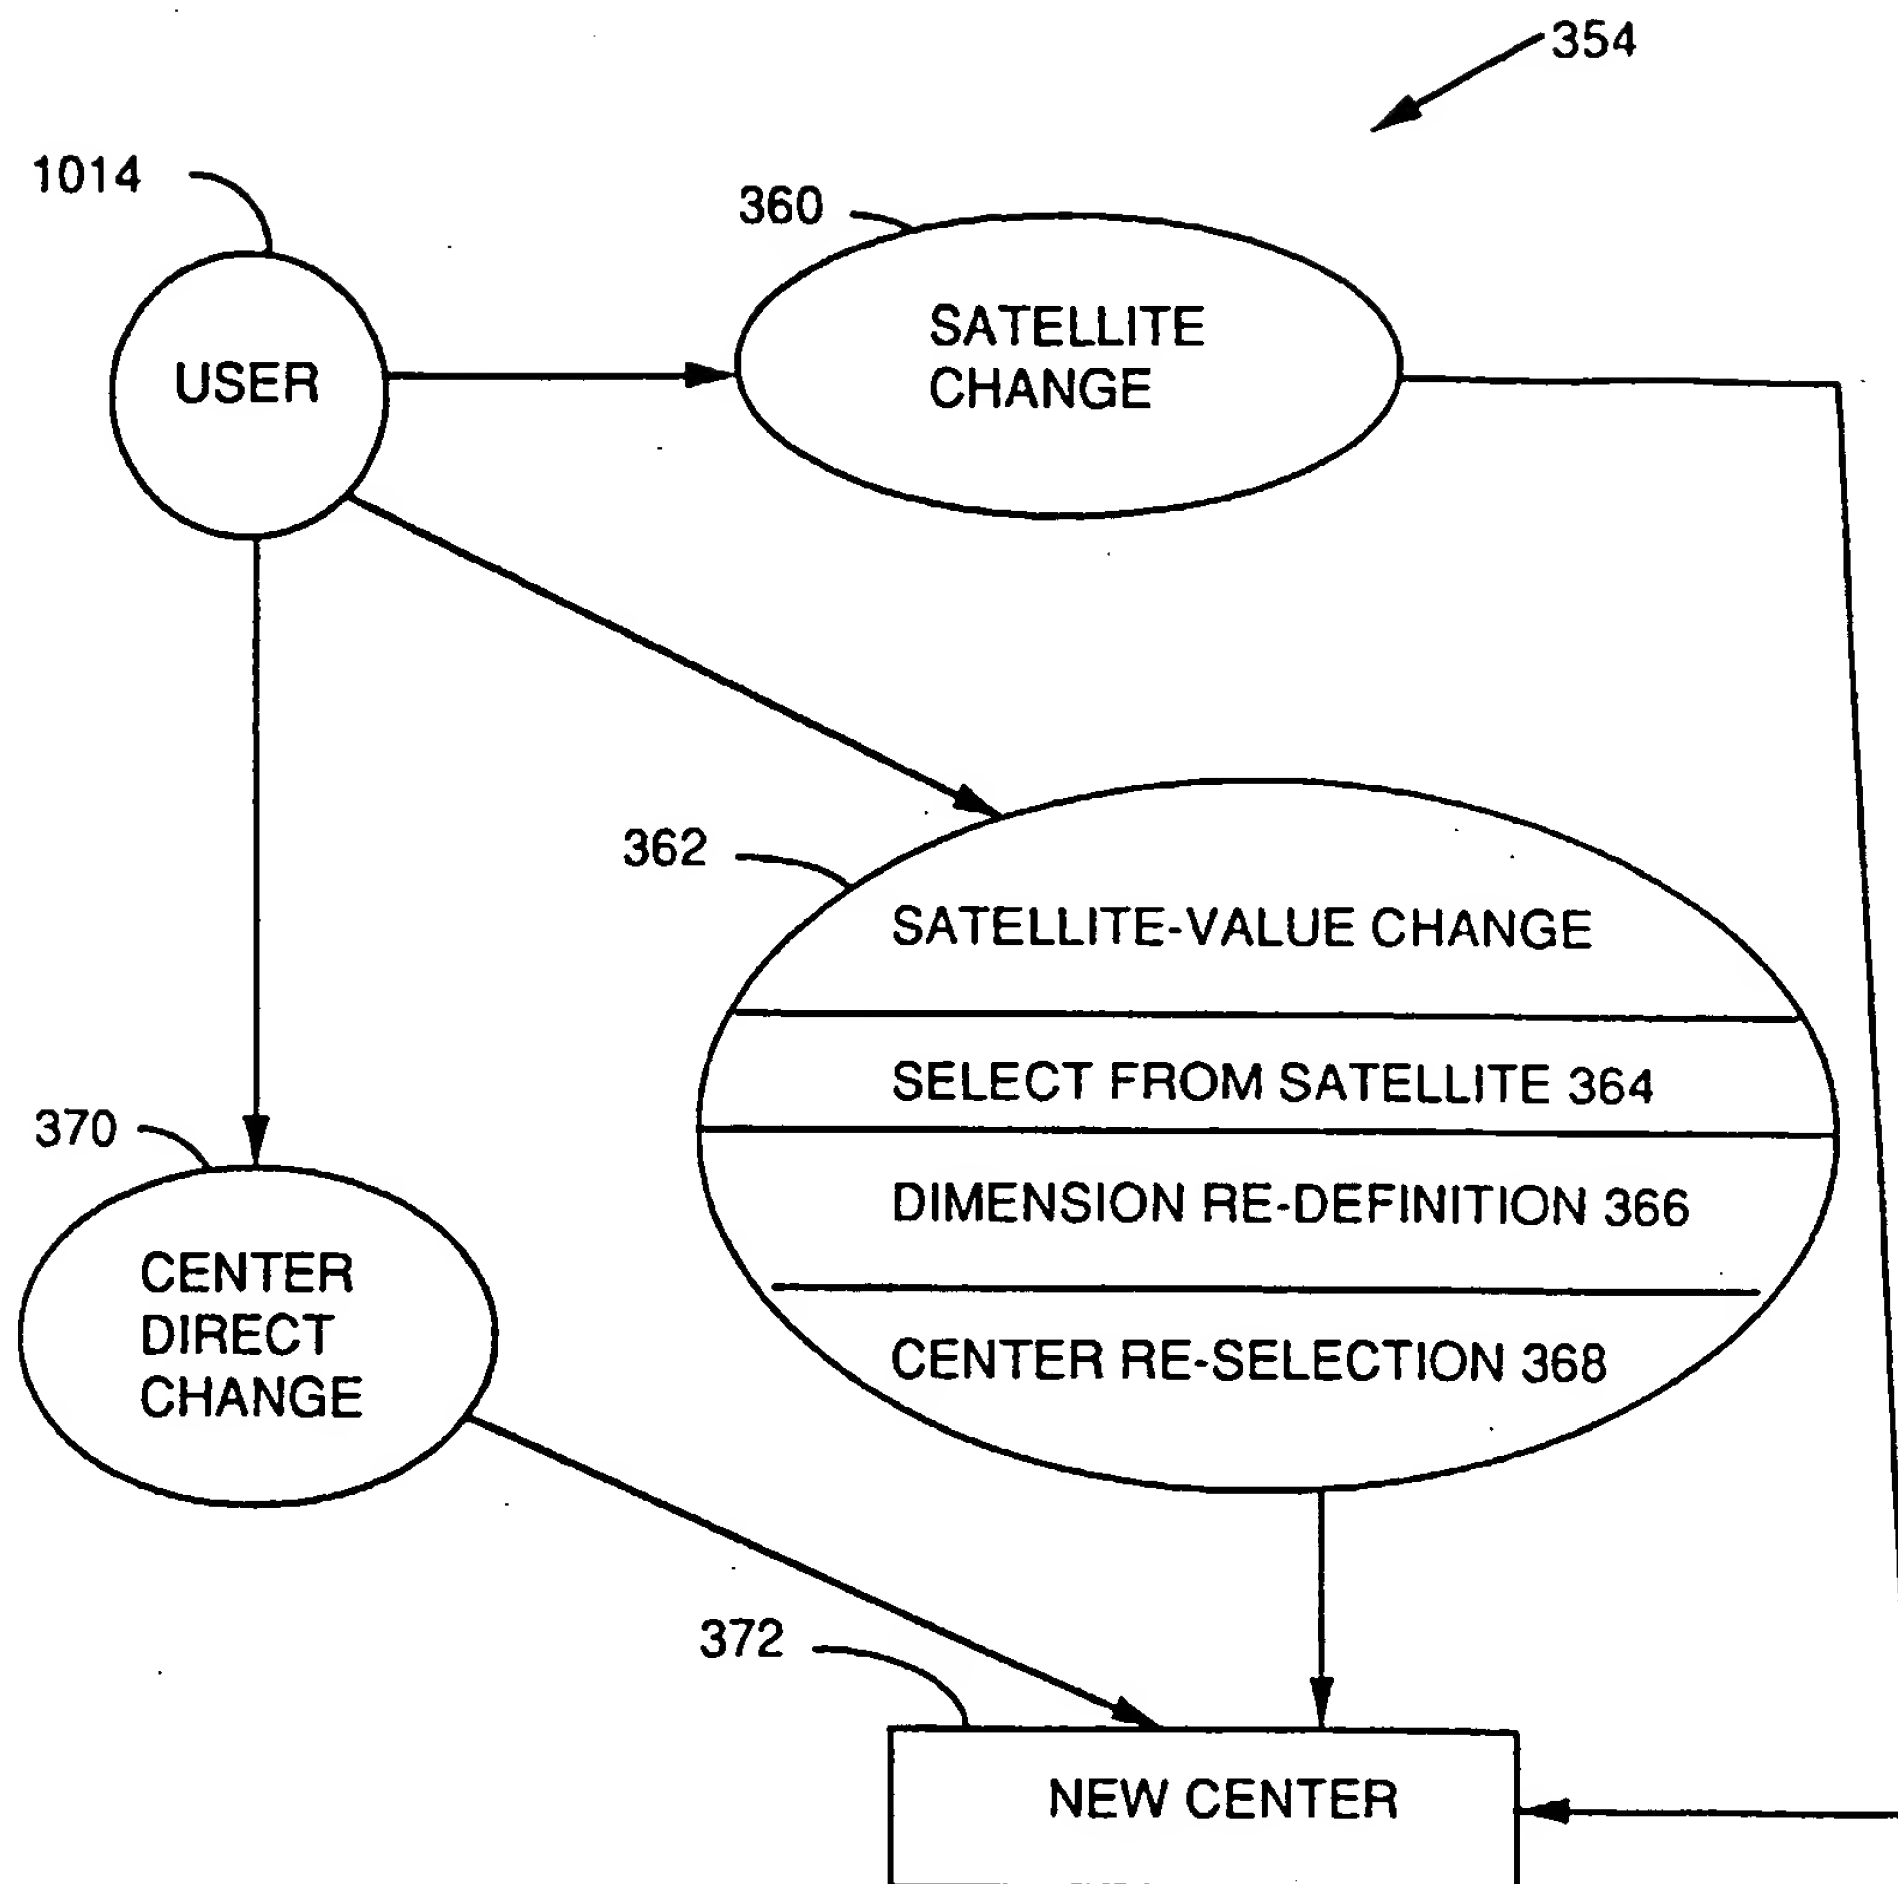 354
1014
360
SATELLITE
CHANGE
USER
362
SATELLITE-VALUE CHANGE
SELECT FROM SATELLITE 364
370
DIMENSION RE-DEFINITION 366
CENTER
DIRECT
CHANGE
CENTER RE-SELECTION 368
372
NEW CENTER